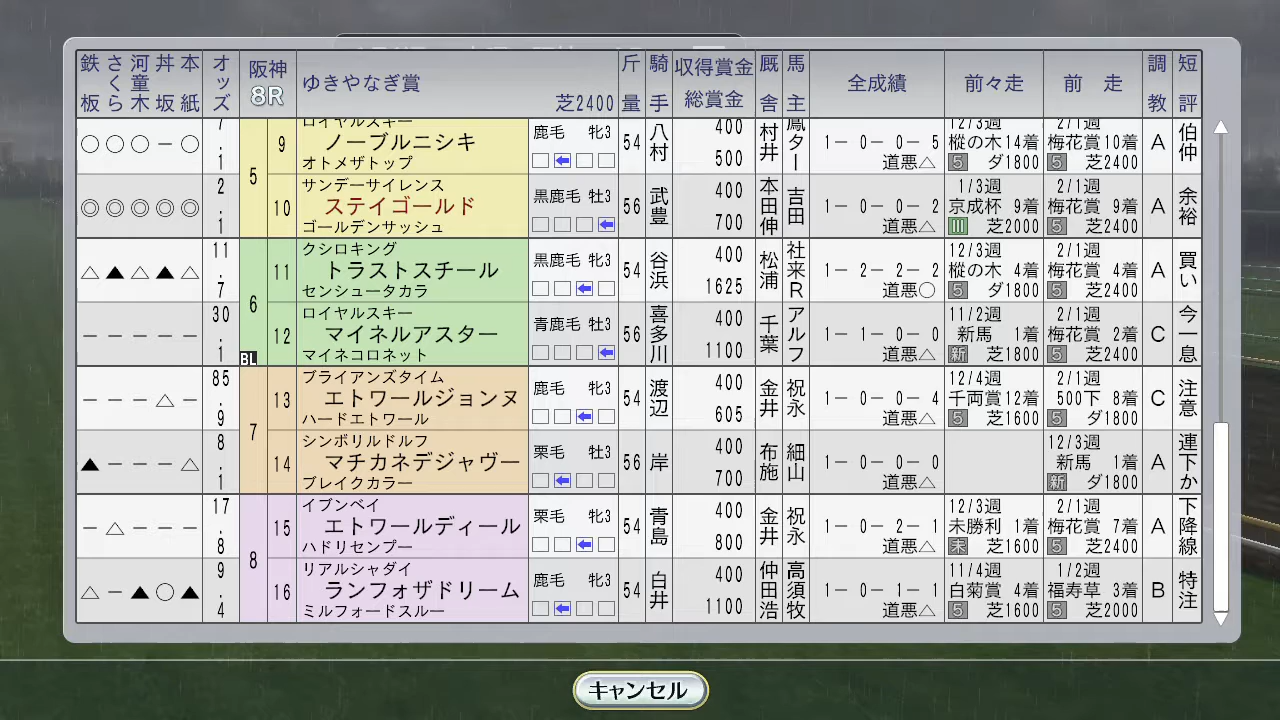 鉄板 さくら 河童木 丼坂 本紙 オッズ 阪神 8R ゆきやなぎ賞 芝2400 斤量 騎手 収得賞金 総賞金 厩舎 馬主 全成績 前々走 前 走 調教 短評
○○○－○ 7.1 5 9 ロイヤルスキー ノーブルニシキ オトメザトップ 鹿毛 牝3 54 八村 400 500 村井 鳳ター 1－0－0－5 道悪△ 12/3週 樅の木 14着 5 ダ1800 2/1週 梅花賞 10着 5 芝2400 A 伯仲
◎◎◎◎◎ 2.1 10 サンデーサイレンス ステイゴールド ゴールデンサッシュ 黒鹿毛 牡3 56 武豊 400 700 本田伸 吉田 1－0－0－2 道悪△ 1/3週 京成杯 9着 III 芝2000 2/1週 梅花賞 9着 5 芝2400 A 余裕
△▲△▲△ 11.7 6 11 クシロキング トラストスチール センシュータカラ 黒鹿毛 牝3 54 谷浜 400 1625 松浦 社来R 1－2－2－2 道悪○ 12/3週 樅の木 4着 5 ダ1800 2/1週 梅花賞 4着 5 芝2400 A 買い
－－－－－ 30.1 BL 12 ロイヤルスキー マイネルアスター マイネコロネット 青鹿毛 牡3 56 喜多川 400 1100 千葉 アルフ 1－1－0－0 道悪△ 11/2週 新馬 1着 新 芝1800 2/1週 梅花賞 2着 5 芝2400 C 今一息
－－－△－ 85.9 7 13 ブライアンズタイム エトワールジョンヌ ハードエトワール 鹿毛 牝3 54 渡辺 400 605 金井 祝永 1－0－0－4 道悪△ 12/4週 千両賞 12着 5 芝1600 2/1週 500下 8着 5 ダ1800 C 注意
▲－－－△ 8.1 14 シンボリルドルフ マチカネデジャヴー ブレイクカラー 栗毛 牡3 56 岸 400 700 布施 細山 1－0－0－0 道悪△ 12/3週 新馬 1着 新 ダ1800 A 連下か
－△－－－ 17.8 8 15 イブンベイ エトワールディール ハドリセンプー 栗毛 牝3 54 青島 400 800 金井 祝永 1－0－2－1 道悪△ 12/3週 未勝利 1着 未 芝1600 2/1週 梅花賞 7着 5 芝2400 A 下降線
△－▲○▲ 9.4 16 リアルシャダイ ランフォザドリーム ミルフォードスルー 鹿毛 牝3 54 白井 400 1100 仲田浩 高須牧 1－0－1－1 道悪△ 11/4週 白菊賞 4着 5 芝1600 1/2週 福寿草 3着 5 芝2000 B 特注
キャンセル